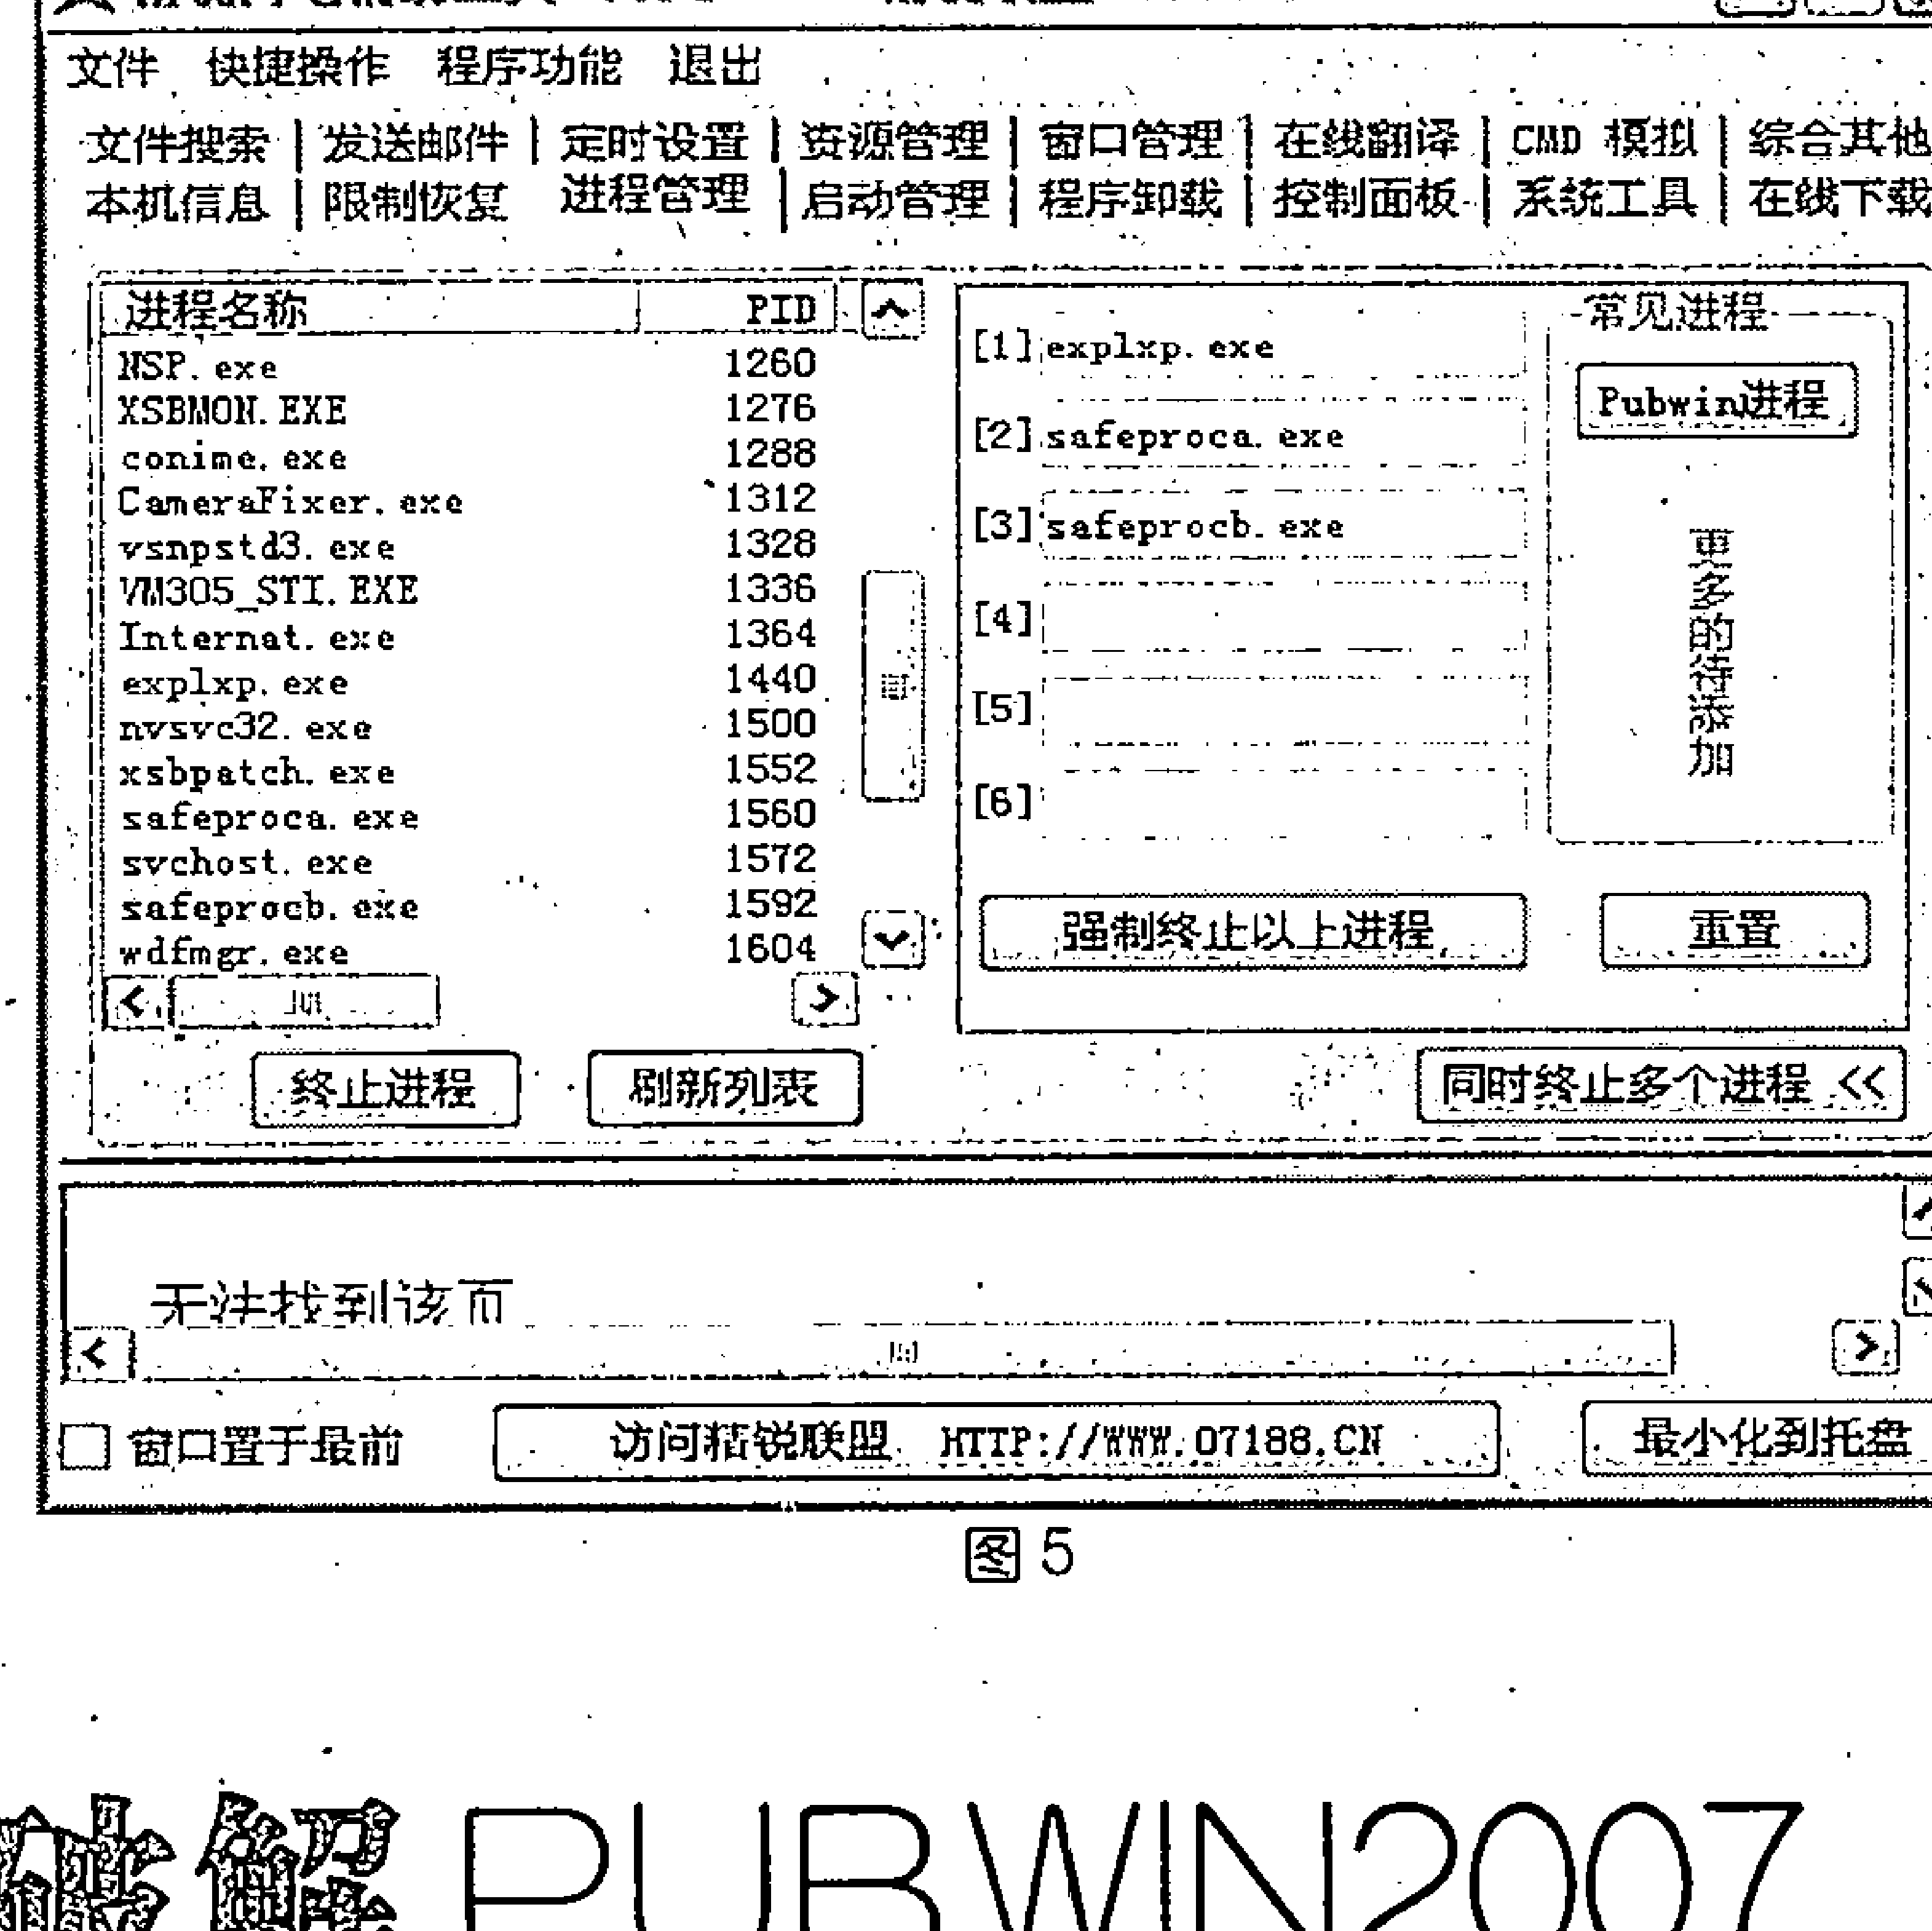 文件 快捷操作 程序功能 退出
文件搜索 | 发送邮件 | 定时设置 | 资源管理 | 窗口管理 | 在线翻译 | CMD 模拟 | 综合其他
本机信息 | 限制恢复 | 进程管理 | 启动管理 | 程序卸载 | 控制面板 | 系统工具 | 在线下载
进程名称 PID
NSP.exe 1260
XSBMON.EXE 1276
conime.exe 1288
CameraFixer.exe 1312
vsnpstd3.exe 1328
VM305_STI.EXE 1336
Internat.exe 1364
explxp.exe 1440
nvsvc32.exe 1500
xsbpatch.exe 1552
safeproca.exe 1560
svchost.exe 1572
safeprocb.exe 1592
wdfmgr.exe 1604
终止进程 刷新列表
[1] explxp.exe
[2] safeproca.exe
[3] safeprocb.exe
[4]
[5]
[6]
常见进程
Pubwin进程
更多的待添加
强制终止以上进程 重置
同时终止多个进程 <<
无法找到该页
窗口置于最前 访问精锐联盟 HTTP://WWW.07188.CN 最小化到托盘
图 5
PUBWIN2007